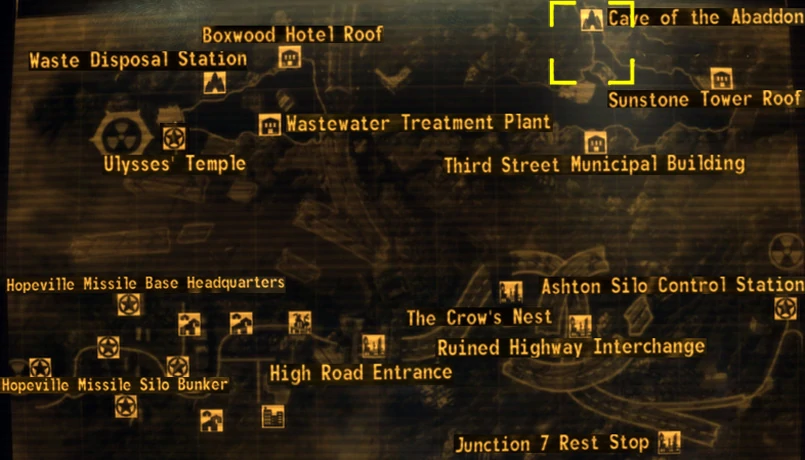 Cave of the Abaddon
Boxwood Hotel Roof
Waste Disposal Station
Sunstone Tower Roof
Wastewater Treatment Plant
Ulysses' Temple
Third Street Municipal Building
Hopeville Missile Base Headquarters
Ashton Silo Control Station
The Crow's Nest
Ruined Highway Interchange
High Road Entrance
Hopeville Missile Silo Bunker
Junction 7 Rest Stop